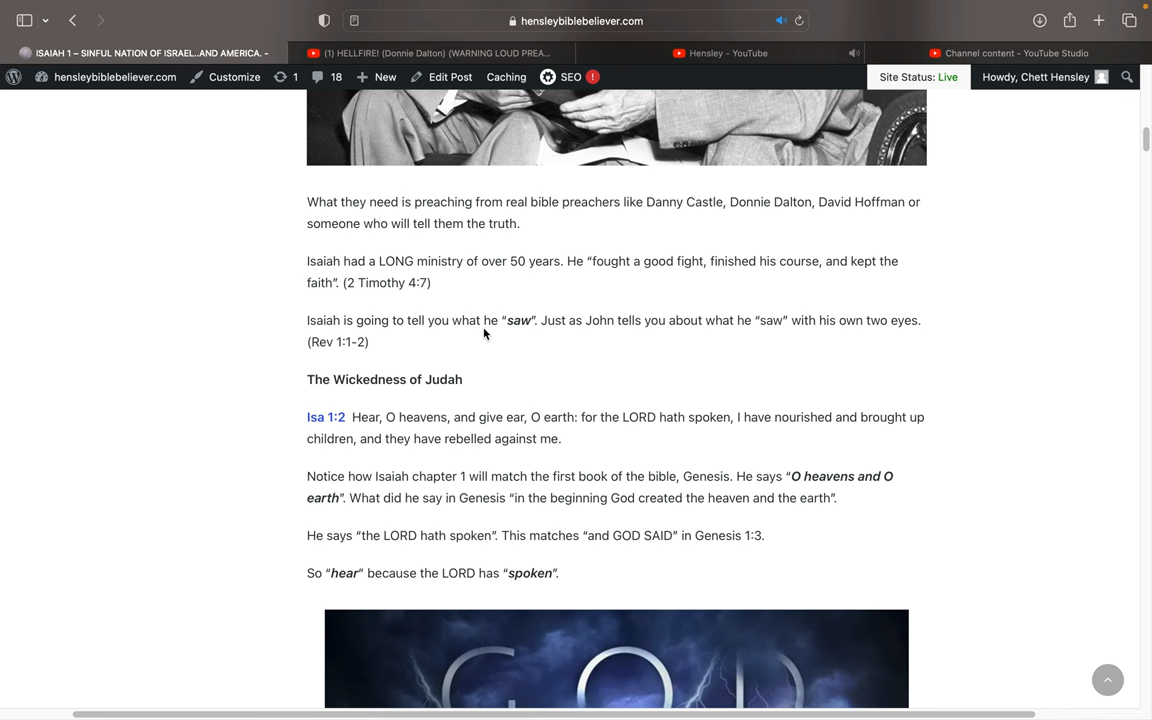 hensleybiblebeliever.com
ISAIAH 1 – SINFUL NATION OF ISRAEL..AND AMERICA. -
(1) HELLFIRE! (Donnie Dalton) (WARNING LOUD PREA...
Hensley - YouTube
Channel content - YouTube Studio
hensleybiblebeliever.com
Customize
1
18
New
Edit Post
Caching
SEO !
Site Status: Live
Howdy, Chett Hensley
What they need is preaching from real bible preachers like Danny Castle, Donnie Dalton, David Hoffman or
someone who will tell them the truth.
Isaiah had a LONG ministry of over 50 years. He “fought a good fight, finished his course, and kept the
faith”. (2 Timothy 4:7)
Isaiah is going to tell you what he “saw”. Just as John tells you about what he “saw” with his own two eyes.
(Rev 1:1-2)
The Wickedness of Judah
Isa 1:2 Hear, O heavens, and give ear, O earth: for the LORD hath spoken, I have nourished and brought up
children, and they have rebelled against me.
Notice how Isaiah chapter 1 will match the first book of the bible, Genesis. He says “O heavens and O
earth”. What did he say in Genesis “in the beginning God created the heaven and the earth”.
He says “the LORD hath spoken”. This matches “and GOD SAID” in Genesis 1:3.
So “hear” because the LORD has “spoken”.
GOD